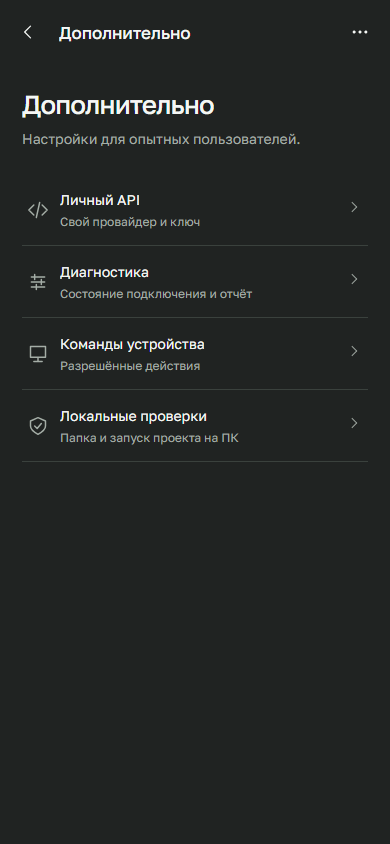 Дополнительно
Дополнительно
Настройки для опытных пользователей.
Личный API
Свой провайдер и ключ
Диагностика
Состояние подключения и отчёт
Команды устройства
Разрешённые действия
Локальные проверки
Папка и запуск проекта на ПК